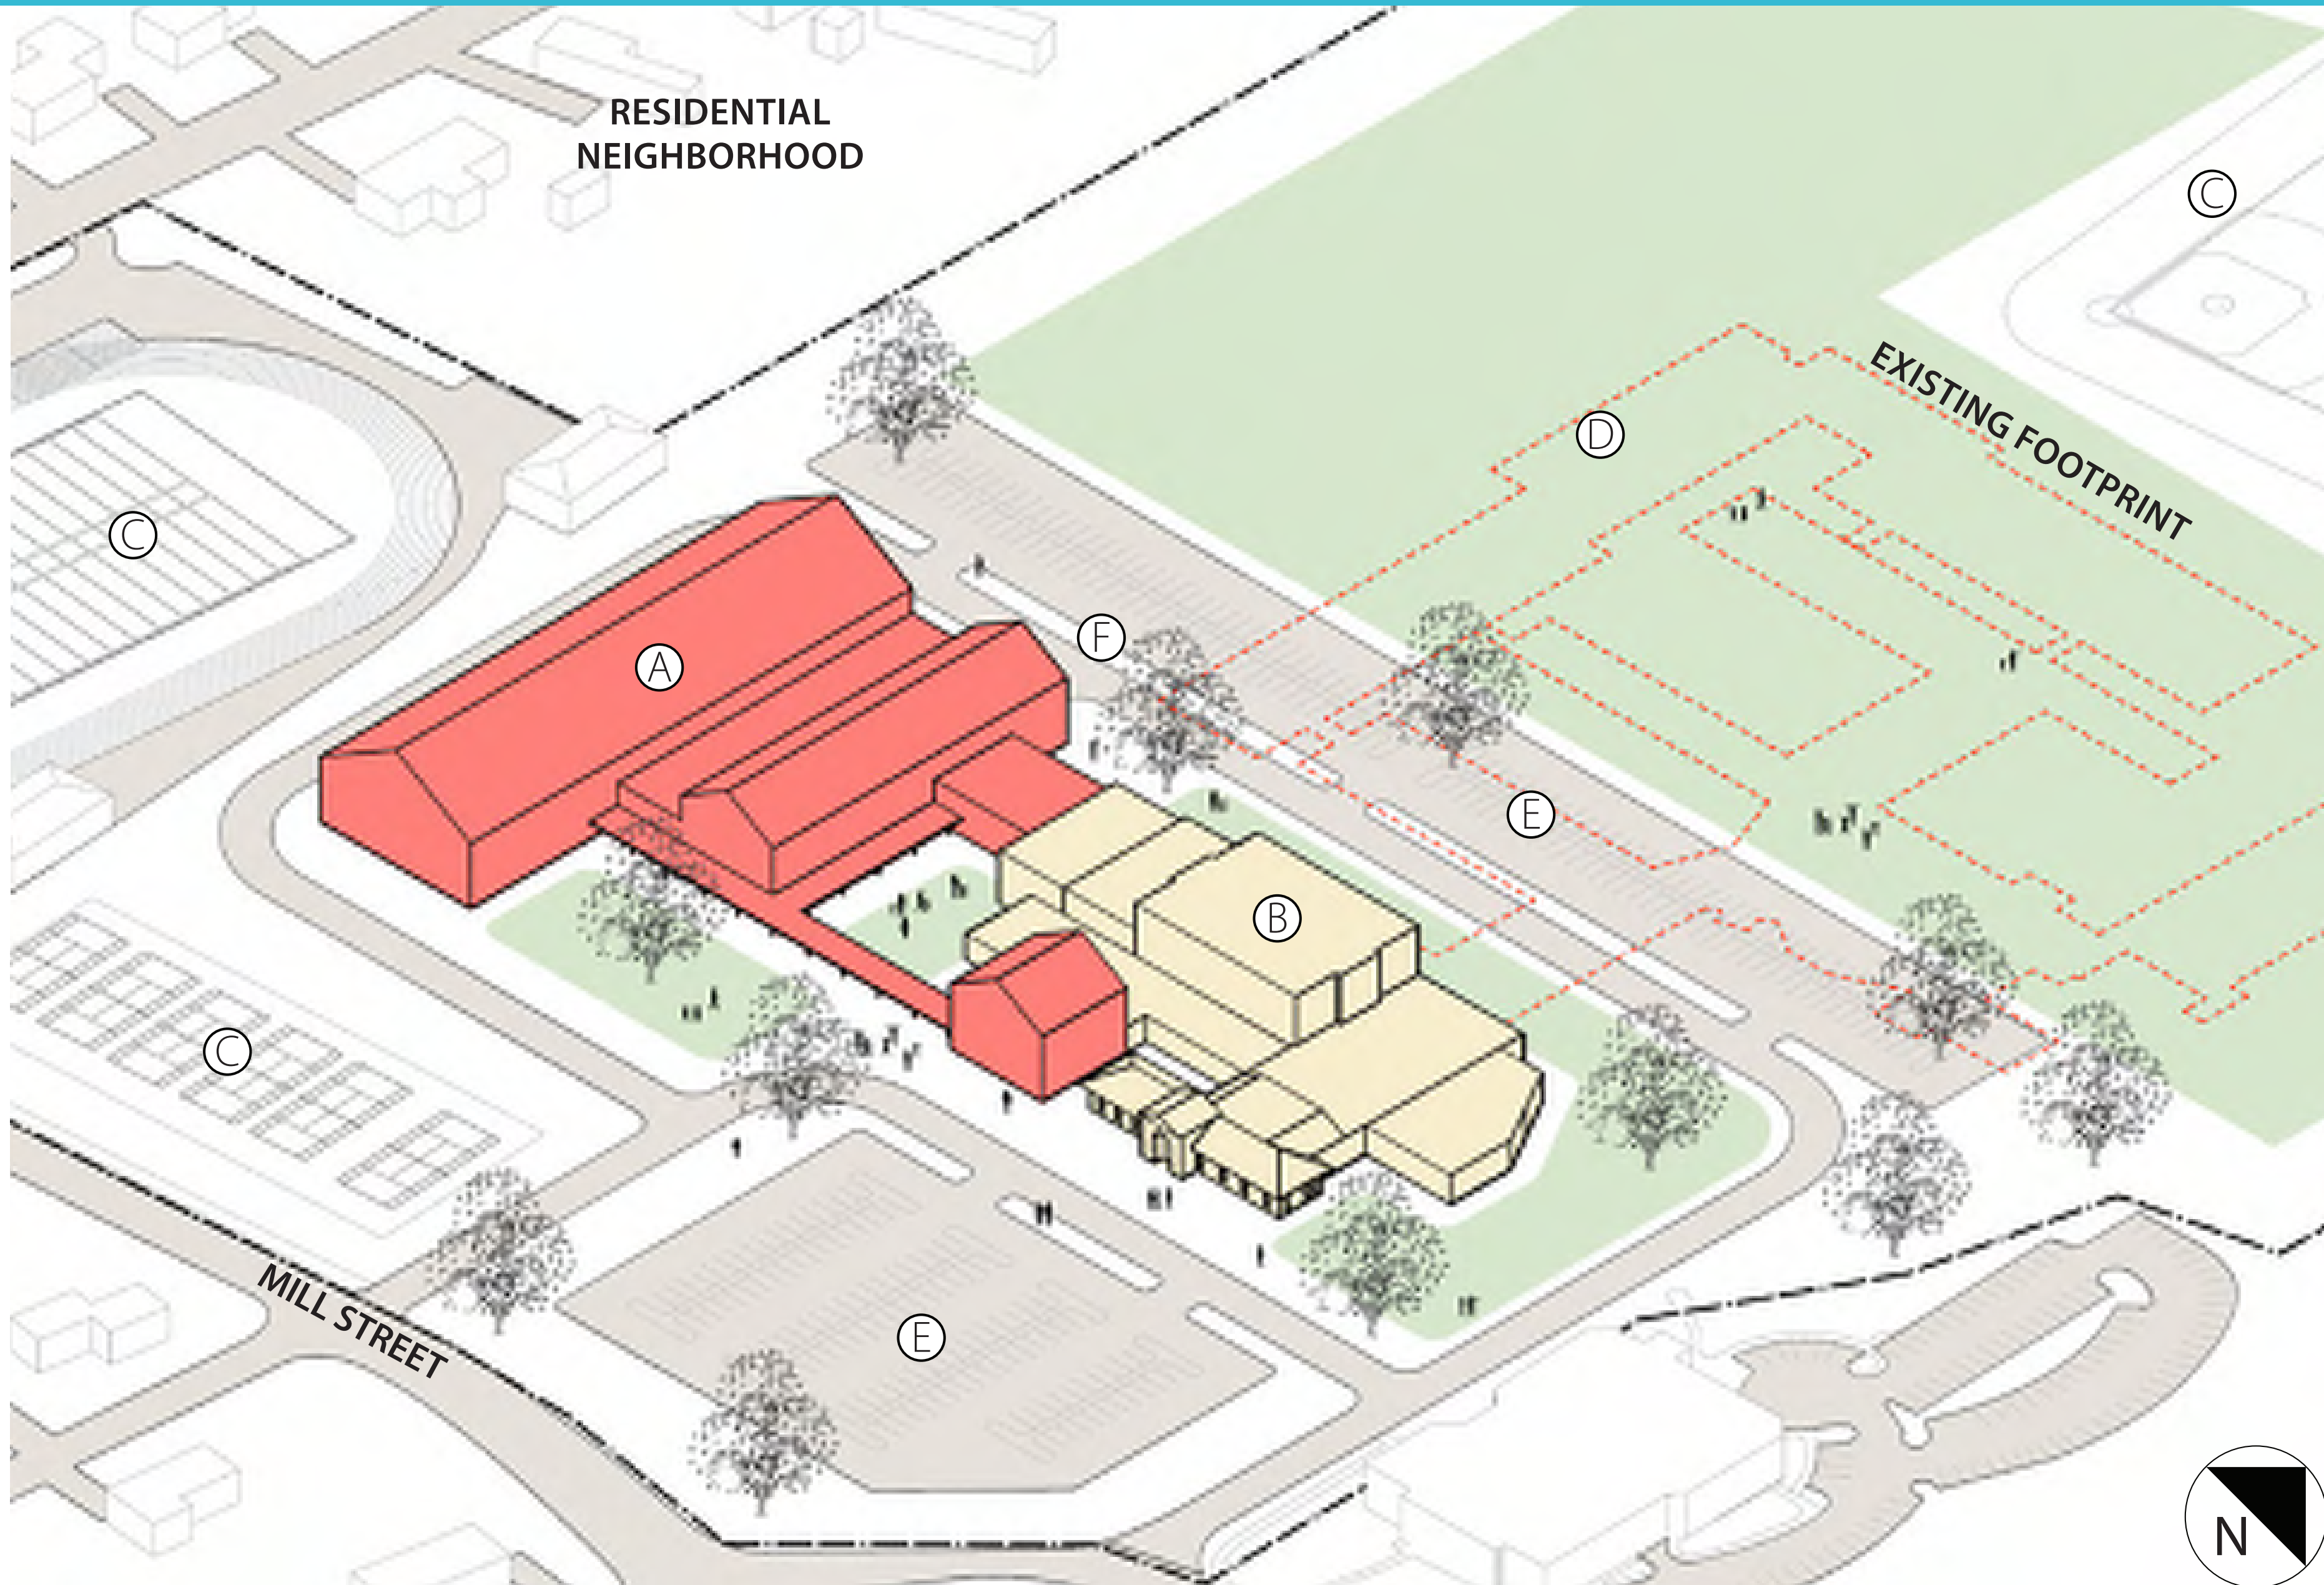 RESIDENTIAL
NEIGHBORHOOD
C
EXISTING FOOTPRINT
D
C
F
A
E
B
C
MILL STREET
E
N